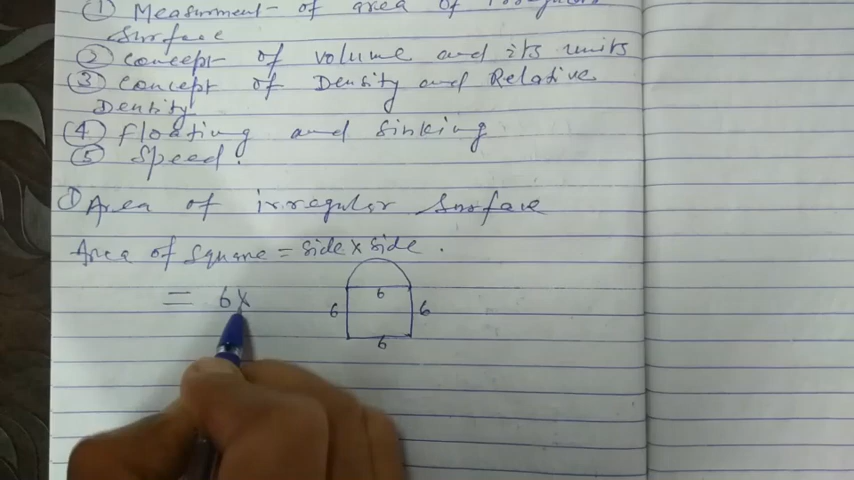 ① Measurment of area of irregular
Surface
② Concept of volume and its units
③ Concept of Density and Relative
Density
④ floating and sinking
⑤ Speed.
① Area of irregular Surface
Area of square = side x side.
= 6x
6
6 6
6